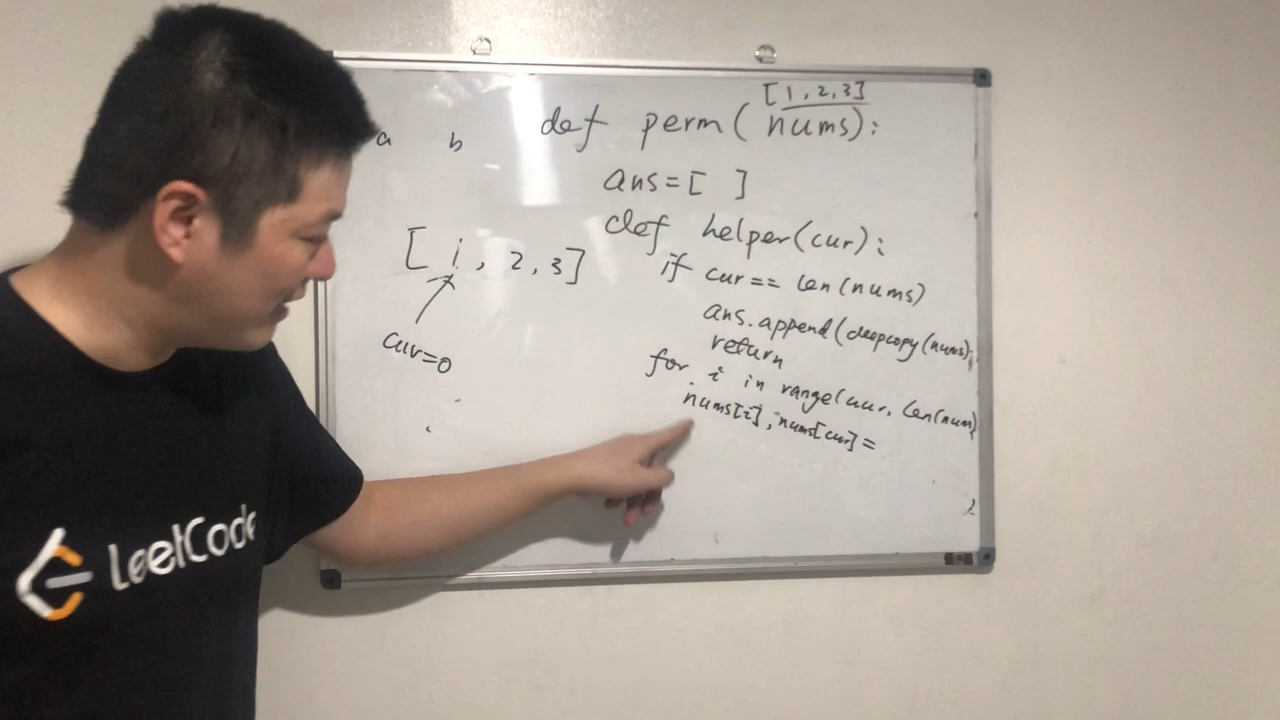 [1,2,3]
def perm(nums):
a b
ans=[ ]
def helper(cur):
[1, 2,3]
if cur== len(nums)
ans.append(deepcopy(nums)
return
cur=0
for i in range(cur, len(num)
nums[i], nums[cur]=
LeetCode